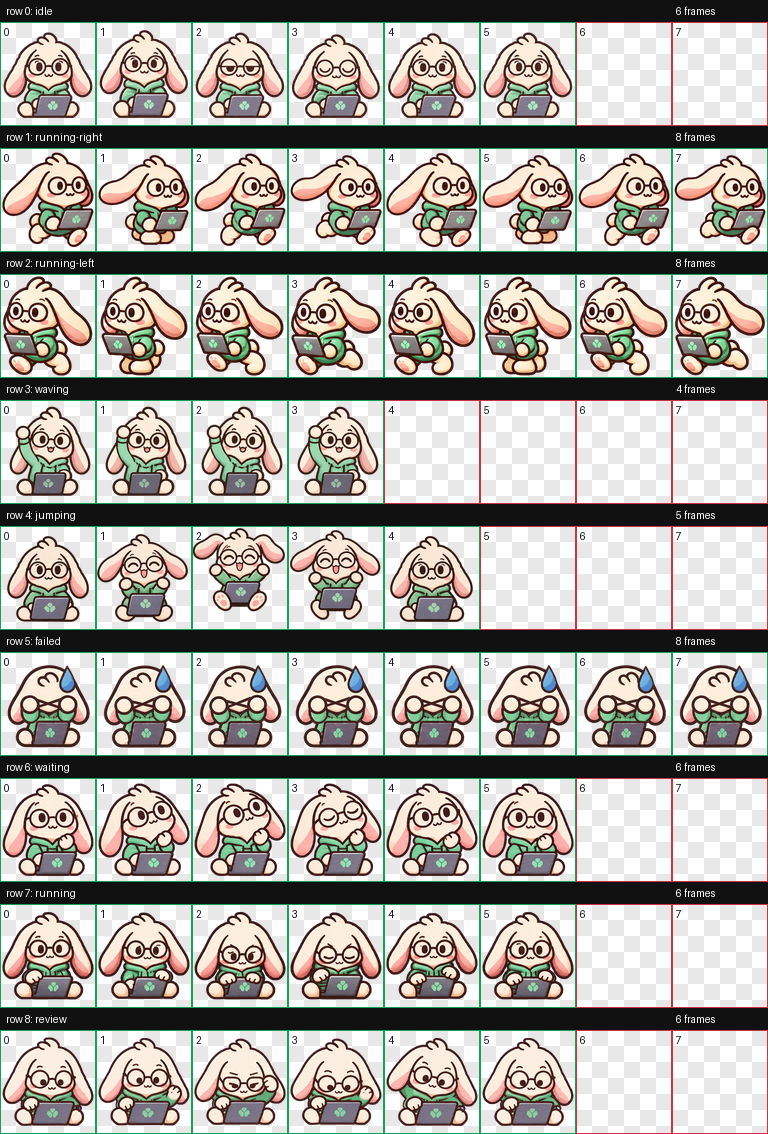 row 0: idle 6 frames
0 1 2 3 4 5 6 7
row 1: running-right 8 frames
0 1 2 3 4 5 6 7
row 2: running-left 8 frames
0 1 2 3 4 5 6 7
row 3: waving 4 frames
0 1 2 3 4 5 6 7
row 4: jumping 5 frames
0 1 2 3 4 5 6 7
row 5: failed 8 frames
0 1 2 3 4 5 6 7
row 6: waiting 6 frames
0 1 2 3 4 5 6 7
row 7: running 6 frames
0 1 2 3 4 5 6 7
row 8: review 6 frames
0 1 2 3 4 5 6 7